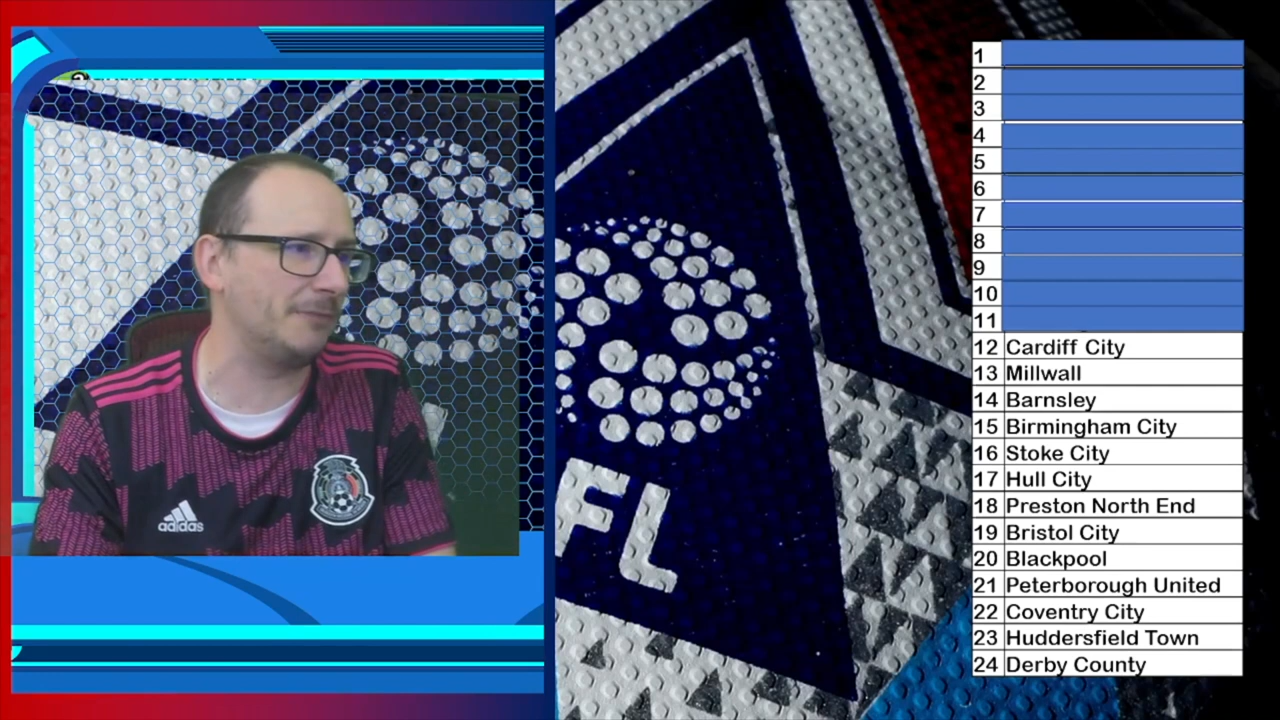 adidas
FL
1
2
3
4
5
6
7
8
9
10
11
12 Cardiff City
13 Millwall
14 Barnsley
15 Birmingham City
16 Stoke City
17 Hull City
18 Preston North End
19 Bristol City
20 Blackpool
21 Peterborough United
22 Coventry City
23 Huddersfield Town
24 Derby County